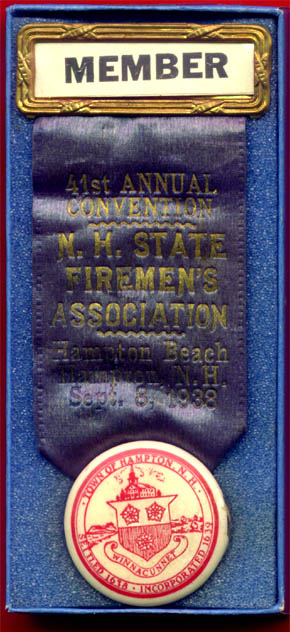 MEMBER
41st ANNUAL
CONVENTION
N. H. STATE
FIREMEN'S
ASSOCIATION
Hampton Beach
Hampton, N.H.
Sept. 8, 1938
· TOWN OF HAMPTON, N. H. ·
WINNACUNNET
SETTLED 1638 · INCORPORATED 1639